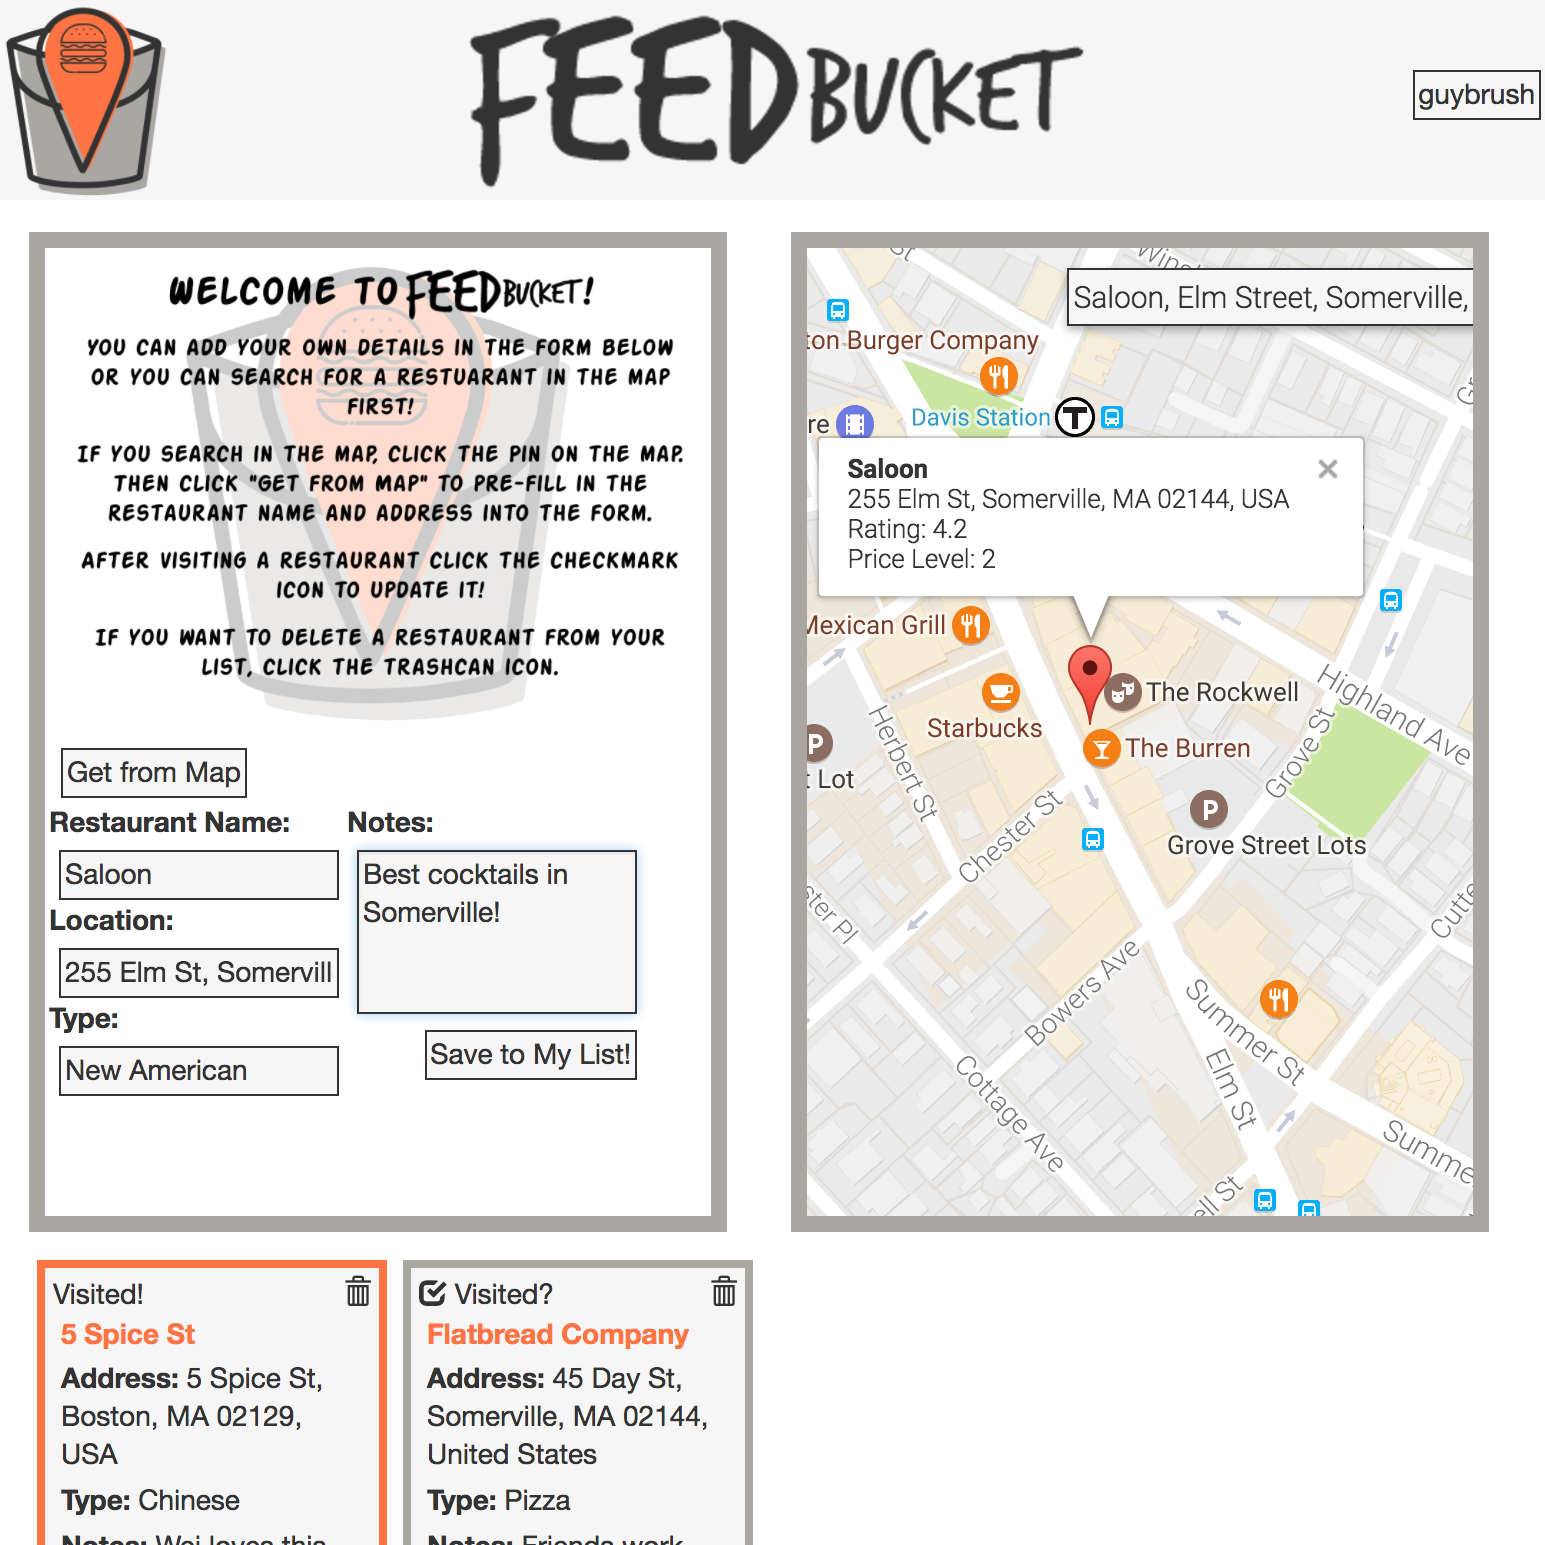 FEEDBUCKET
guybrush
WELCOME TO FEEDBUCKET!
YOU CAN ADD YOUR OWN DETAILS IN THE FORM BELOW
OR YOU CAN SEARCH FOR A RESTUARANT IN THE MAP
FIRST!
IF YOU SEARCH IN THE MAP, CLICK THE PIN ON THE MAP.
THEN CLICK "GET FROM MAP" TO PRE-FILL IN THE
RESTAURANT NAME AND ADDRESS INTO THE FORM.
AFTER VISITING A RESTAURANT CLICK THE CHECKMARK
ICON TO UPDATE IT!
IF YOU WANT TO DELETE A RESTAURANT FROM YOUR
LIST, CLICK THE TRASHCAN ICON.
Get from Map
Restaurant Name:
Saloon
Location:
255 Elm St, Somervill
Type:
New American
Notes:
Best cocktails in
Somerville!
Save to My List!
St
Saloon, Elm Street, Somerville,
ton Burger Company
Davis Station
T
re
Saloon
255 Elm St, Somerville, MA 02144, USA
Rating: 4.2
Price Level: 2
Mexican Grill
The Rockwell
Highland Ave
Starbucks
Herbert St
The Burren
Grove St
P
t Lot
P
Grove Street Lots
Chester St
ster Pl
Cutte
Bowers Ave
Summer St
Elm St
Cottage Ave
Summe
ell St
Visited!
5 Spice St
Address: 5 Spice St,
Boston, MA 02129,
USA
Type: Chinese
Notes: Wei loves this
Visited?
Flatbread Company
Address: 45 Day St,
Somerville, MA 02144,
United States
Type: Pizza
Notes: Friends work